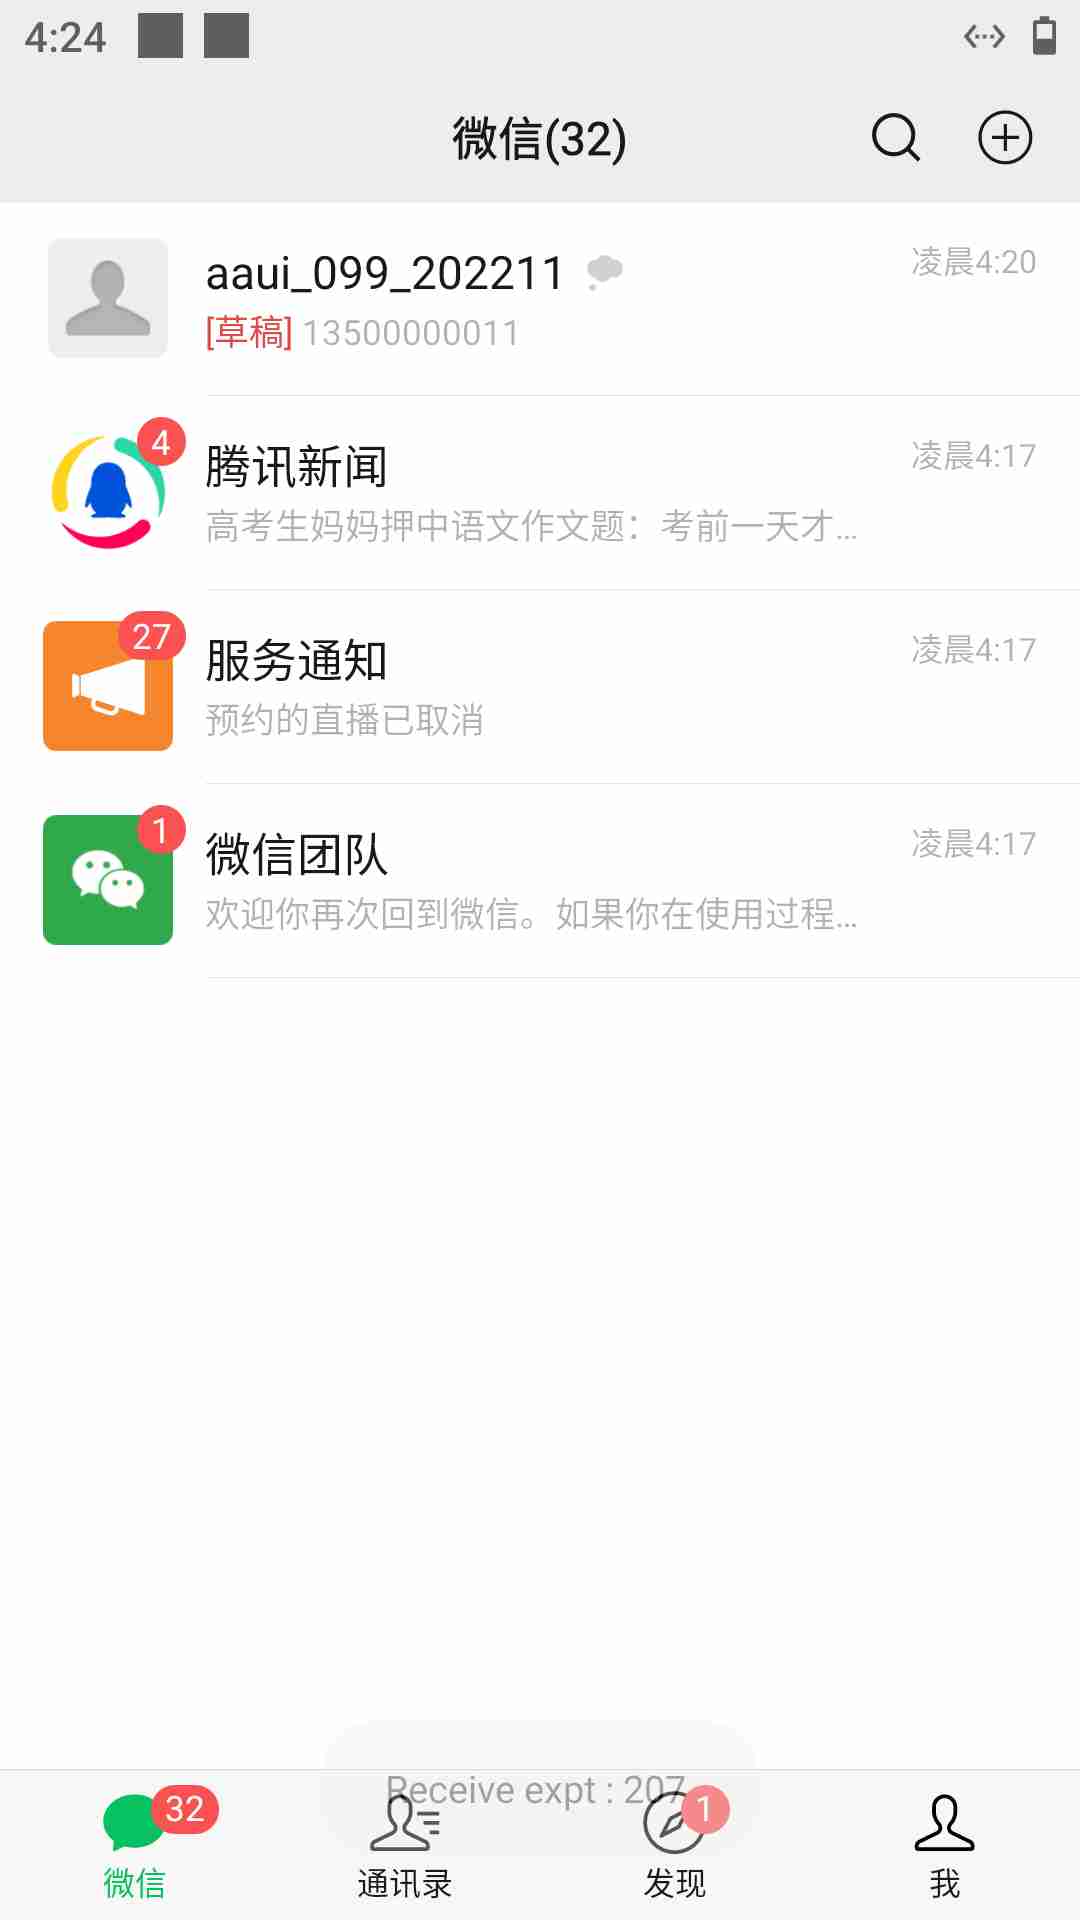 4:24
微信(32)
aaui_099_202211
凌晨4:20
[草稿] 13500000011
4
腾讯新闻
凌晨4:17
高考生妈妈押中语文作文题：考前一天才...
27
服务通知
凌晨4:17
预约的直播已取消
1
微信团队
凌晨4:17
欢迎你再次回到微信。如果你在使用过程...
Receive expt : 207
32
1
微信
通讯录
发现
我